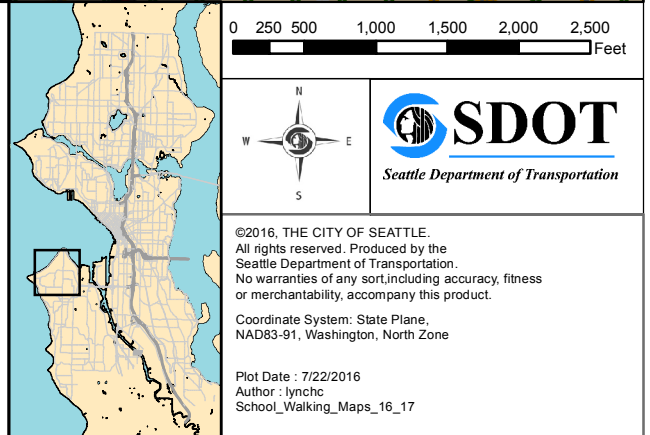 0 250 500 1,000 1,500 2,000 2,500
Feet
N
W E
S
SDOT
Seattle Department of Transportation
©2016, THE CITY OF SEATTLE.
All rights reserved. Produced by the
Seattle Department of Transportation.
No warranties of any sort,including accuracy, fitness
or merchantability, accompany this product.
Coordinate System: State Plane,
NAD83-91, Washington, North Zone
Plot Date : 7/22/2016
Author : lynchc
School_Walking_Maps_16_17